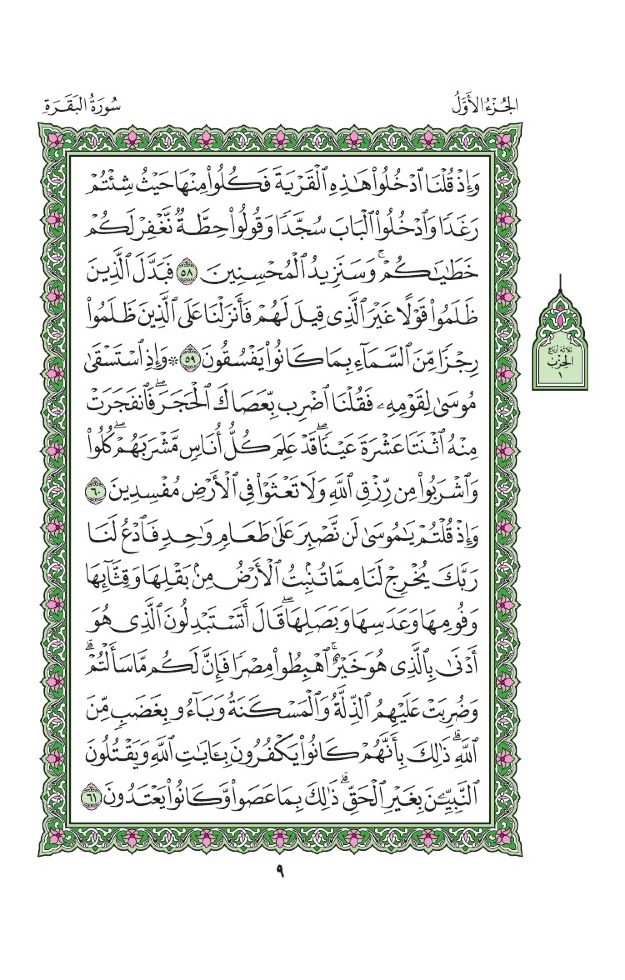 الجُزْءُ الأَوَّلُ
سُورَةُ البَقَرَةِ
وَإِذۡ قُلۡنَا ٱدۡخُلُواْ هَٰذِهِ ٱلۡقَرۡيَةَ فَكُلُواْ مِنۡهَا حَيۡثُ شِئۡتُمۡ
رَغَدٗا وَٱدۡخُلُواْ ٱلۡبَابَ سُجَّدٗا وَقُولُواْ حِطَّةٞ نَّغۡفِرۡ لَكُمۡ
خَطَٰيَٰكُمۡۚ وَسَنَزِيدُ ٱلۡمُحۡسِنِينَ ٥٨ فَبَدَّلَ ٱلَّذِينَ
ظَلَمُواْ قَوۡلًا غَيۡرَ ٱلَّذِي قِيلَ لَهُمۡ فَأَنزَلۡنَا عَلَى ٱلَّذِينَ ظَلَمُواْ
رِجۡزٗا مِّنَ ٱلسَّمَآءِ بِمَا كَانُواْ يَفۡسُقُونَ ٥٩ ۞وَإِذِ ٱسۡتَسۡقَىٰ
مُوسَىٰ لِقَوۡمِهِۦ فَقُلۡنَا ٱضۡرِب بِّعَصَاكَ ٱلۡحَجَرَۖ فَٱنفَجَرَتۡ
مِنۡهُ ٱثۡنَتَا عَشۡرَةَ عَيۡنٗاۖ قَدۡ عَلِمَ كُلُّ أُنَاسٖ مَّشۡرَبَهُمۡۖ كُلُواْ
وَٱشۡرَبُواْ مِن رِّزۡقِ ٱللَّهِ وَلَا تَعۡثَوۡاْ فِي ٱلۡأَرۡضِ مُفۡسِدِينَ ٦٠
وَإِذۡ قُلۡتُمۡ يَٰمُوسَىٰ لَن نَّصۡبِرَ عَلَىٰ طَعَامٖ وَٰحِدٖ فَٱدۡعُ لَنَا
رَبَّكَ يُخۡرِجۡ لَنَا مِمَّا تُنۢبِتُ ٱلۡأَرۡضُ مِنۢ بَقۡلِهَا وَقِثَّآئِهَا
وَفُومِهَا وَعَدَسِهَا وَبَصَلِهَاۖ قَالَ أَتَسۡتَبۡدِلُونَ ٱلَّذِي هُوَ
أَدۡنَىٰ بِٱلَّذِي هُوَ خَيۡرٌۚ ٱهۡبِطُواْ مِصۡرٗا فَإِنَّ لَكُم مَّا سَأَلۡتُمۡۗ
وَضُرِبَتۡ عَلَيۡهِمُ ٱلذِّلَّةُ وَٱلۡمَسۡكَنَةُ وَبَآءُو بِغَضَبٖ مِّنَ
ٱللَّهِۗ ذَٰلِكَ بِأَنَّهُمۡ كَانُواْ يَكۡفُرُونَ بِـَٔايَٰتِ ٱللَّهِ وَيَقۡتُلُونَ
ٱلنَّبِيِّـۧنَ بِغَيۡرِ ٱلۡحَقِّۗ ذَٰلِكَ بِمَا عَصَواْ وَّكَانُواْ يَعۡتَدُونَ ٦١
ثلاثة أرباع
الحزب
١
٩